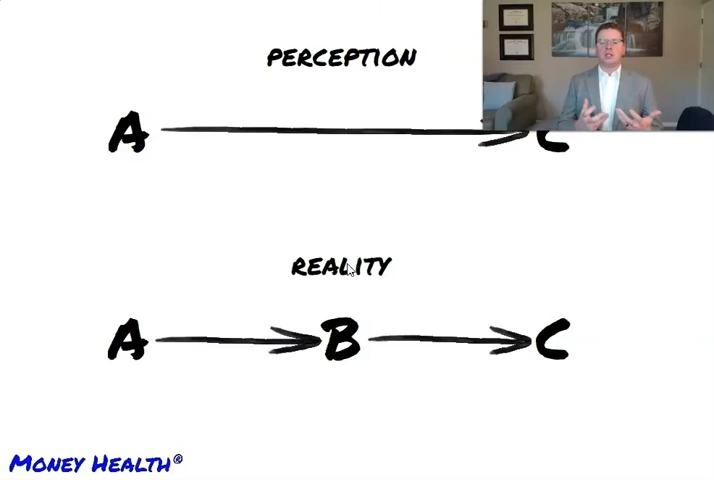 PERCEPTION
A C
REALITY
A B C
MONEY HEALTH®